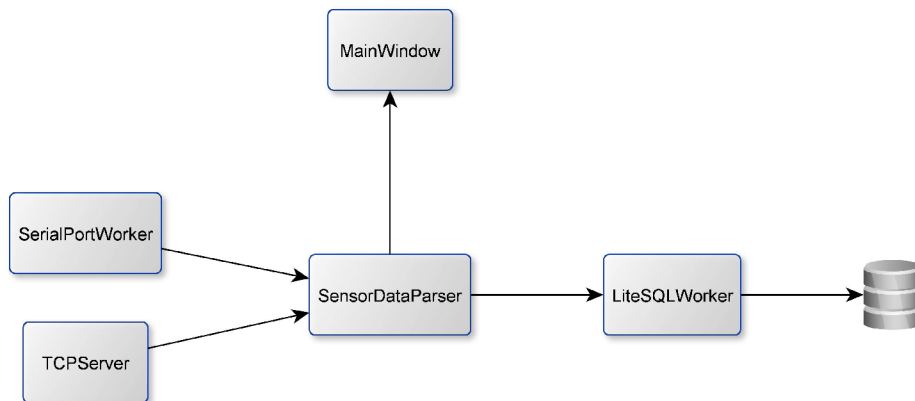 MainWindow
SerialPortWorker
SensorDataParser
LiteSQLWorker
TCPServer